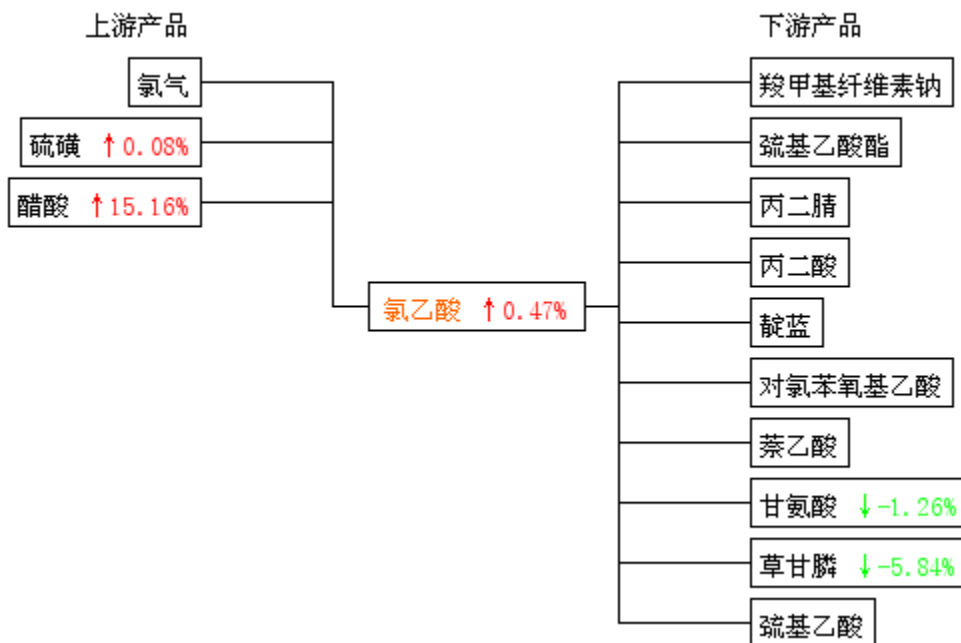 上游产品
下游产品
氯气
硫磺 ↑0.08%
醋酸 ↑15.16%
氯乙酸 ↑0.47%
羧甲基纤维素钠
巯基乙酸酯
丙二腈
丙二酸
靛蓝
对氯苯氧基乙酸
萘乙酸
甘氨酸 ↓-1.26%
草甘膦 ↓-5.84%
巯基乙酸